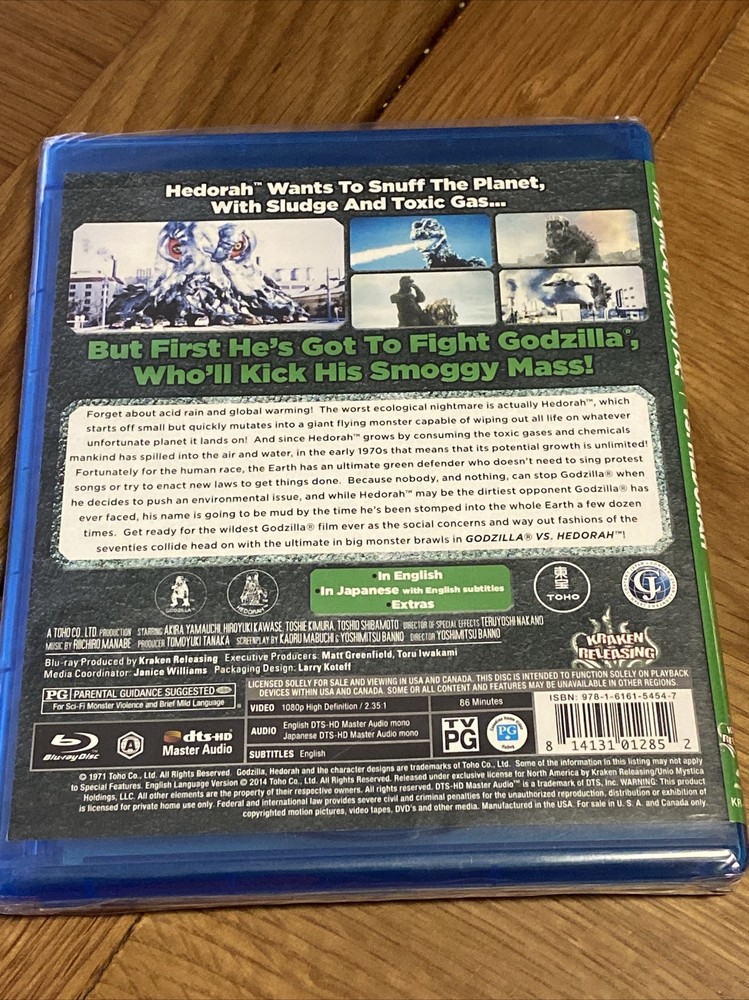 Hedorah™ Wants To Snuff The Planet,
With Sludge And Toxic Gas...
But First He's Got To Fight Godzilla®,
Who'll Kick His Smoggy Mass!
Forget about acid rain and global warming! The worst ecological nightmare is actually Hedorah™, which
starts off small but quickly mutates into a giant flying monster capable of wiping out all life on whatever
unfortunate planet it lands on! And since Hedorah™ grows by consuming the toxic gases and chemicals
mankind has spilled into the air and water, in the early 1970s that means that its potential growth is unlimited!
Fortunately for the human race, the Earth has an ultimate green defender who doesn't need to sing protest
songs or try to enact new laws to get things done. Because nobody, and nothing, can stop Godzilla® when
he decides to push an environmental issue, and while Hedorah™ may be the dirtiest opponent Godzilla® has
ever faced, his name is going to be mud by the time he's been stomped into the whole Earth a few dozen
times. Get ready for the wildest Godzilla® film ever as the social concerns and way out fashions of the
seventies collide head on with the ultimate in big monster brawls in GODZILLA® VS. HEDORAH™!
GODZILLA
HEDORAH
•In English
•In Japanese with English subtitles
•Extras
東宝
TOHO
A TOHO CO., LTD. PRODUCTION STARRING AKIRA YAMAUCHI, HIROYUKI KAWASE, TOSHIE KIMURA, TOSHIO SHIBAMOTO DIRECTOR OF SPECIAL EFFECTS TERUYOSHI NAKANO
MUSIC BY RIICHIRO MANABE PRODUCER TOMOYUKI TANAKA SCREENPLAY BY KAORU MABUCHI & YOSHIMITSU BANNO DIRECTOR YOSHIMITSU BANNO
KRAKEN
RELEASING
Blu-ray Produced by Kraken Releasing Executive Producers: Matt Greenfield, Toru Iwakami
Media Coordinator: Janice Williams Packaging Design: Larry Koteff
PG PARENTAL GUIDANCE SUGGESTED
For Sci-Fi Monster Violence and Brief Mild Language
LICENSED SOLELY FOR SALE AND VIEWING IN USA AND CANADA. THIS DISC IS INTENDED TO FUNCTION SOLELY ON PLAYBACK
DEVICES WITHIN USA AND CANADA. SOME OR ALL CONTENT AND FEATURES MAY BE UNAVAILABLE IN OTHER REGIONS.
VIDEO 1080p High Definition / 2.35:1
86 Minutes
AUDIO English DTS-HD Master Audio mono
Japanese DTS-HD Master Audio mono
SUBTITLES English
TV
PG
PG
ISBN: 978-1-6161-5454-7
8 14131 01285 2
Blu-ray Disc
A
dts-HD
Master Audio
© 1971 Toho Co., Ltd. All Rights Reserved. Godzilla, Hedorah and the character designs are trademarks of Toho Co., Ltd. Some of the information in this listing may not apply
to Special Features. English Language Version © 2014 Toho Co., Ltd. All Rights Reserved. Released under exclusive license for North America by Kraken Releasing/Unio Mystica
Holdings, LLC. All other elements are the property of their respective owners. All rights reserved. DTS-HD Master Audio™ is a trademark of DTS, Inc. WARNING: This product
is licensed for private home use only. Federal and international law provides severe civil and criminal penalties for the unauthorized reproduction, distribution or exhibition of
copyrighted motion pictures, video tapes, DVD's and other media. Manufactured in the USA. For sale in U. S. A. and Canada only.